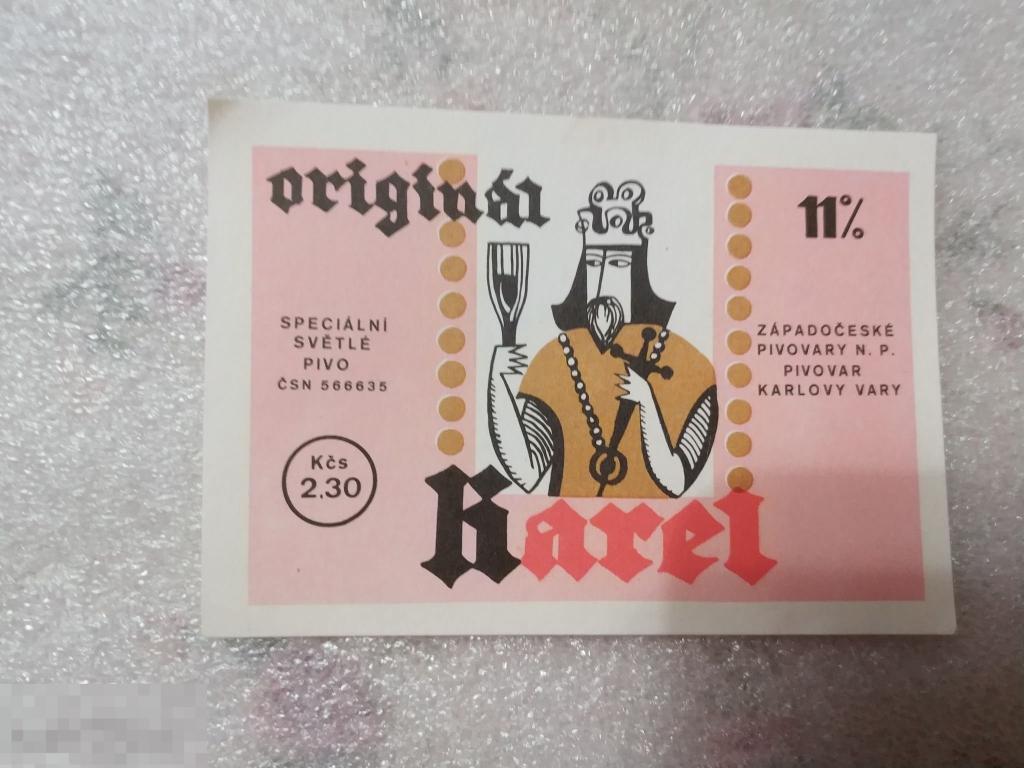 originál
11%
SPECIÁLNÍ
SVĚTLÉ
PIVO
ČSN 566635
ZÁPADOČESKÉ
PIVOVARY N. P.
PIVOVAR
KARLOVY VARY
Kčs
2,30
Karel